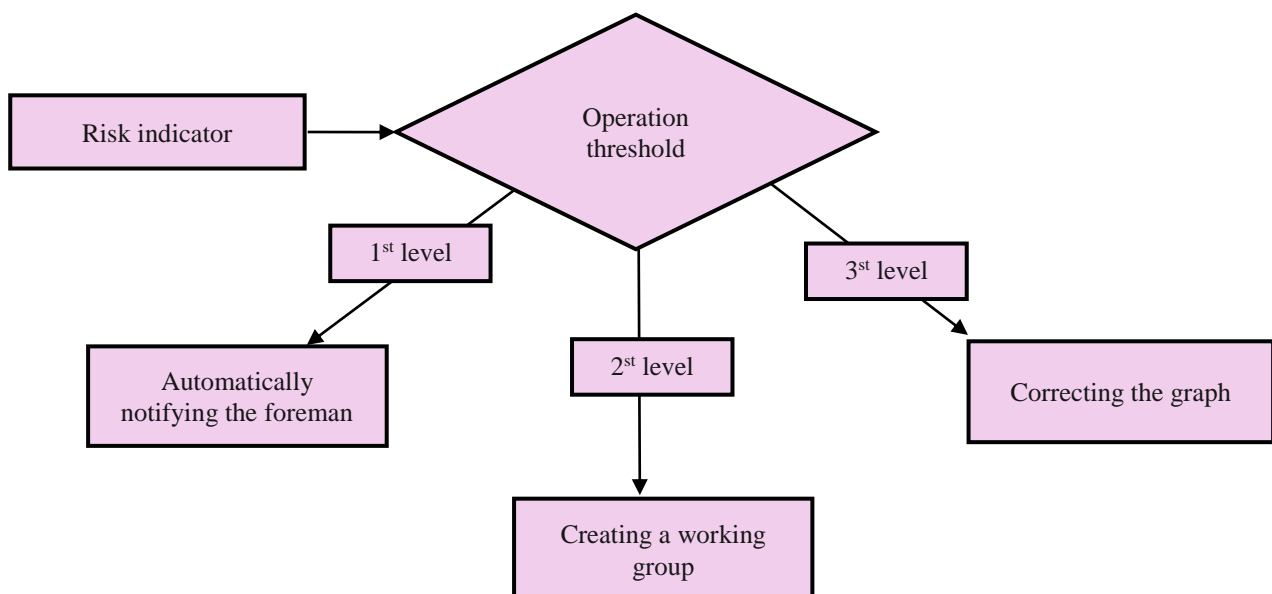 Operation
threshold
Risk indicator
1st level
3st level
2st level
Automatically
notifying the foreman
Correcting the graph
Creating a working
group